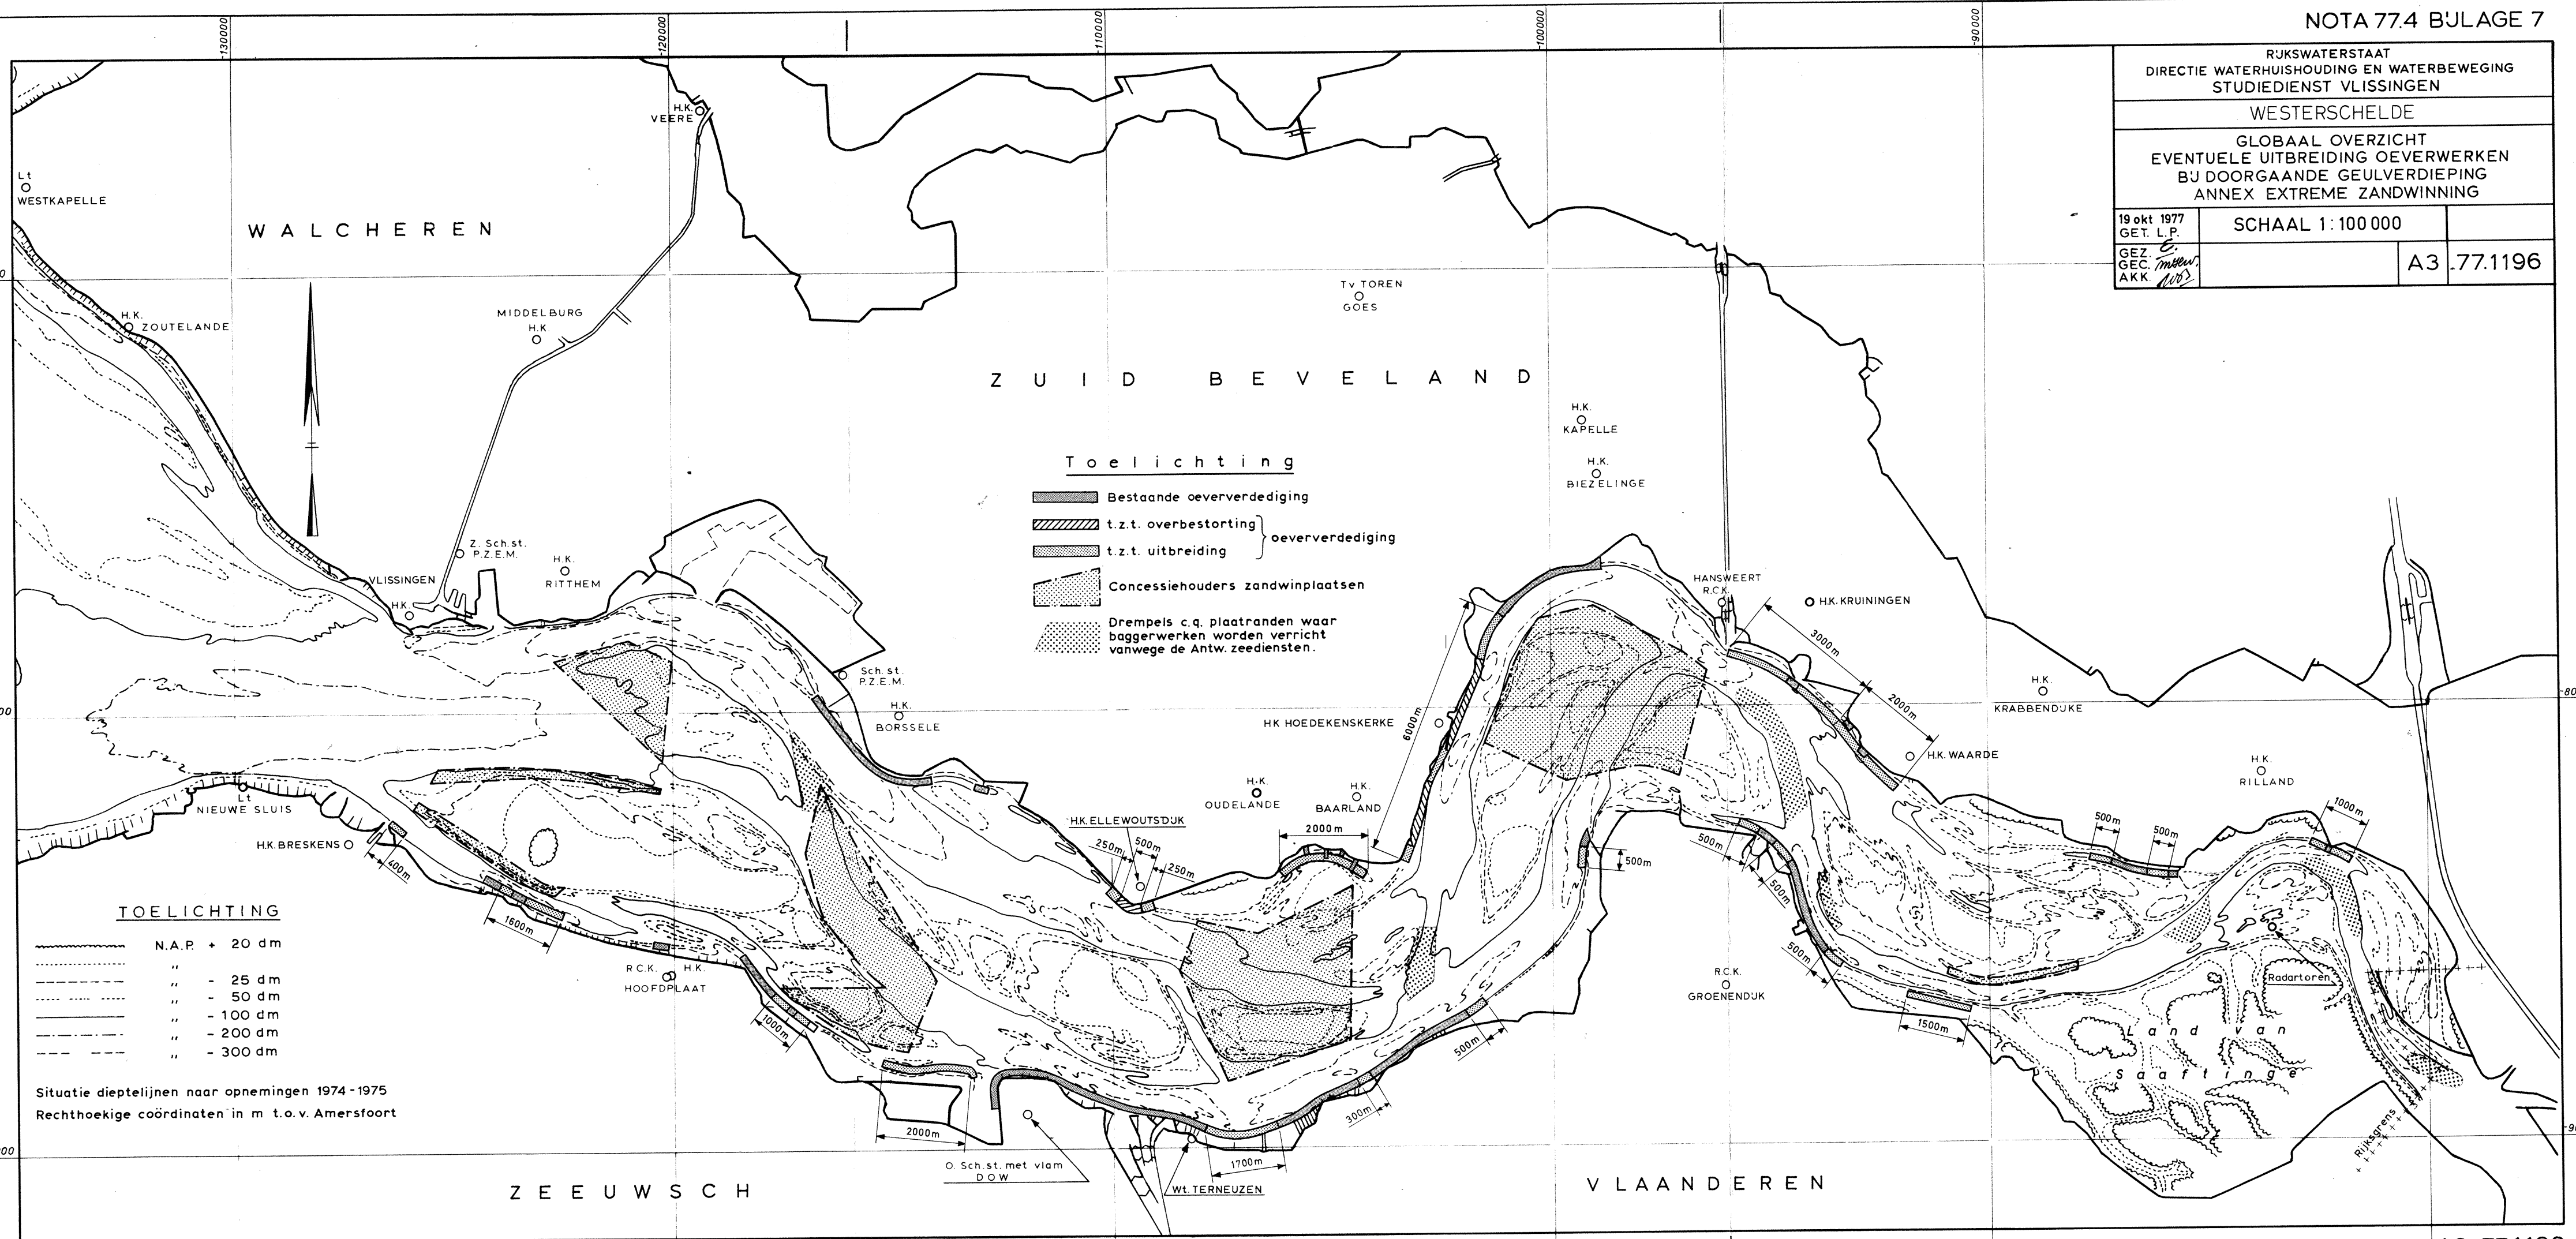 NOTA 77.4 BIJLAGE 7
RIJKSWATERSTAAT
DIRECTIE WATERHUISHOUDING EN WATERBEWEGING
STUDIEDIENST VLISSINGEN
WESTERSCHELDE
GLOBAAL OVERZICHT
EVENTUELE UITBREIDING OEVERWERKEN
BIJ DOORGAANDE GEULVERDIEPING
ANNEX EXTREME ZANDWINNING
19 okt 1977
GET. L.P.
SCHAAL 1:100 000
GEZ.
GEC.
AKK.
A3 .77.1196
-130000
-120000
-110000
-100000
-90000
H.K.
VEERE
Lt
WESTKAPELLE
WALCHEREN
H.K.
ZOUTELANDE
MIDDELBURG
H.K.
Tv TOREN
GOES
ZUID BEVELAND
H.K.
KAPELLE
H.K.
BIEZELINGE
Toelichting
Bestaande oeververdediging
t.z.t. overbestorting
t.z.t. uitbreiding
oeververdediging
Concessiehouders zandwinplaatsen
Drempels c.q. plaatranden waar
baggerwerken worden verricht
vanwege de Antw. zeediensten.
Z. Sch.st.
P.Z.E.M.
H.K.
RITTHEM
VLISSINGEN
H.K.
Sch.st.
P.Z.E.M.
H.K.
BORSSELE
HANSWEERT
R.C.K.
H.K. KRUININGEN
3000m
2000m
H.K.
KRABBENDIJKE
H.K. WAARDE
H.K.
RILLAND
HK HOEDEKENSKERKE
6000m
H.K.
OUDELANDE
H.K.
BAARLAND
2000m
H.K. ELLEWOUTSDIJK
250m
500m
250m
Lt
NIEUWE SLUIS
H.K. BRESKENS
400m
1600m
R.C.K. H.K.
HOOFDPLAAT
1000m
2000m
O. Sch.st. met vlam
DOW
Wt. TERNEUZEN
1700m
300m
500m
500m
500m
500m
500m
R.C.K.
GROENENDIJK
1500m
500m
500m
1000m
Radartoren
Land van
Saaftinge
Rijksgrens
TOELICHTING
N.A.P. + 20 dm
"
" - 25 dm
" - 50 dm
" - 100 dm
" - 200 dm
" - 300 dm
Situatie dieptelijnen naar opnemingen 1974-1975
Rechthoekige coördinaten in m t.o.v. Amersfoort
ZEEUWSCH
VLAANDEREN